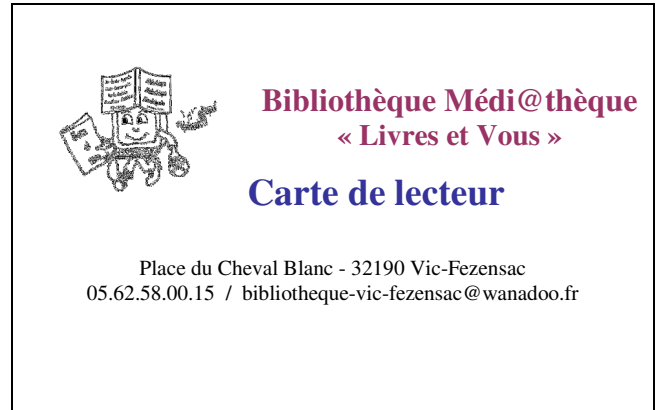 Bibliothèque Médi@thèque
« Livres et Vous »
Carte de lecteur
Place du Cheval Blanc - 32190 Vic-Fezensac
05.62.58.00.15 / bibliotheque-vic-fezensac@wanadoo.fr